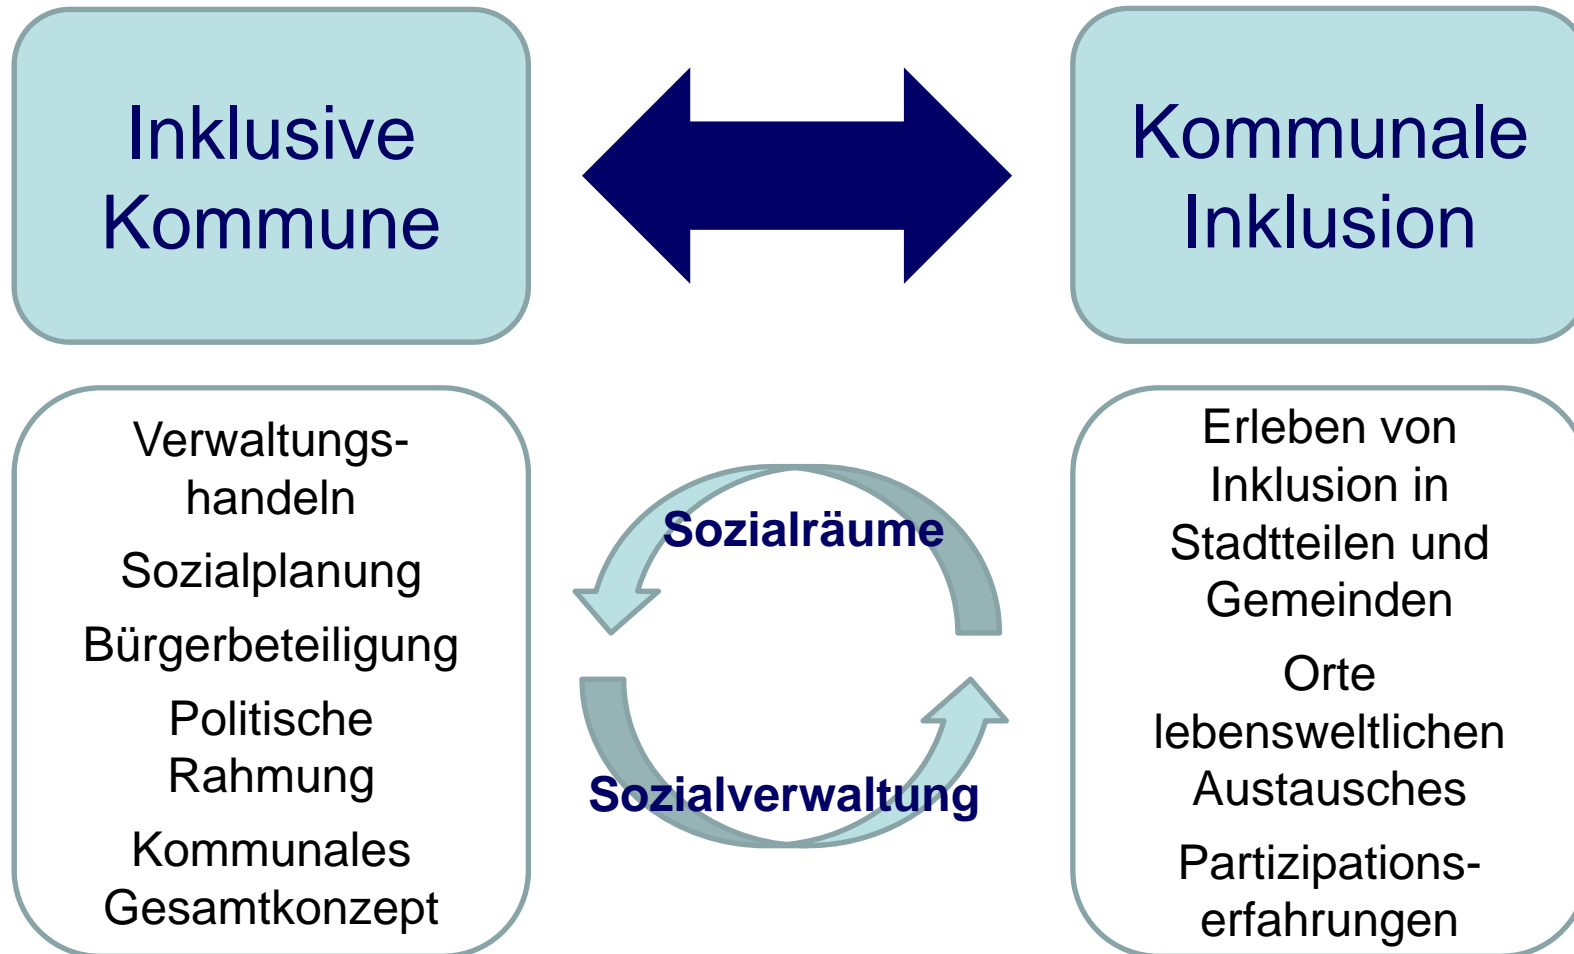 Inklusive
Kommune
Kommunale
Inklusion
Verwaltungs-
handeln
Sozialplanung
Bürgerbeteiligung
Politische
Rahmung
Kommunales
Gesamtkonzept
Sozialräume
Sozialverwaltung
Erleben von
Inklusion in
Stadtteilen und
Gemeinden
Orte
lebensweltlichen
Austausches
Partizipations-
erfahrungen